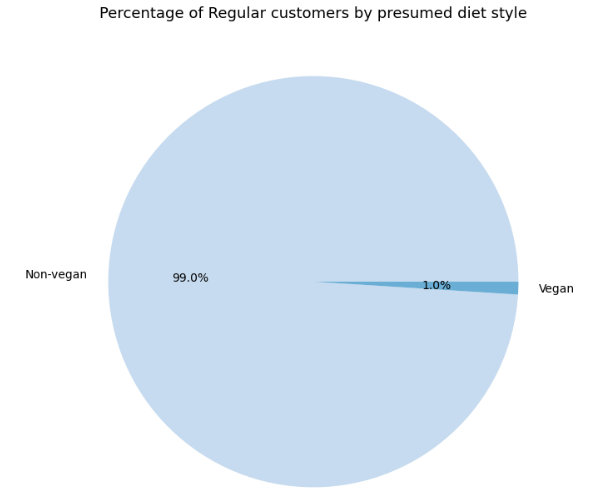 Percentage of Regular customers by presumed diet style
Non-vegan
99.0%
1.0%
Vegan